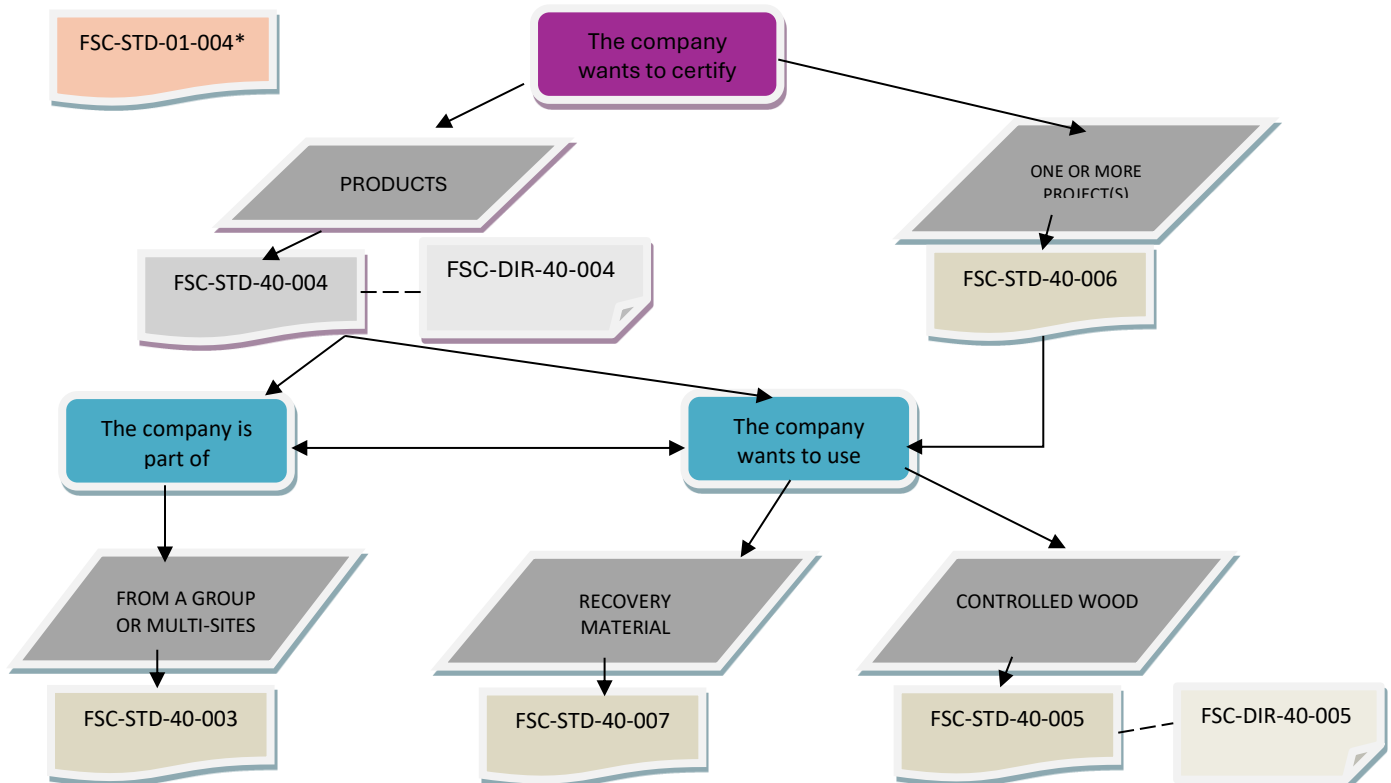 FSC-STD-01-004*
The company
wants to certify
PRODUCTS
ONE OR MORE
PROJECT(S)
FSC-STD-40-004
FSC-DIR-40-004
FSC-STD-40-006
The company is
part of
The company
wants to use
FROM A GROUP
OR MULTI-SITES
RECOVERY
MATERIAL
CONTROLLED WOOD
FSC-STD-40-003
FSC-STD-40-007
FSC-STD-40-005
FSC-DIR-40-005